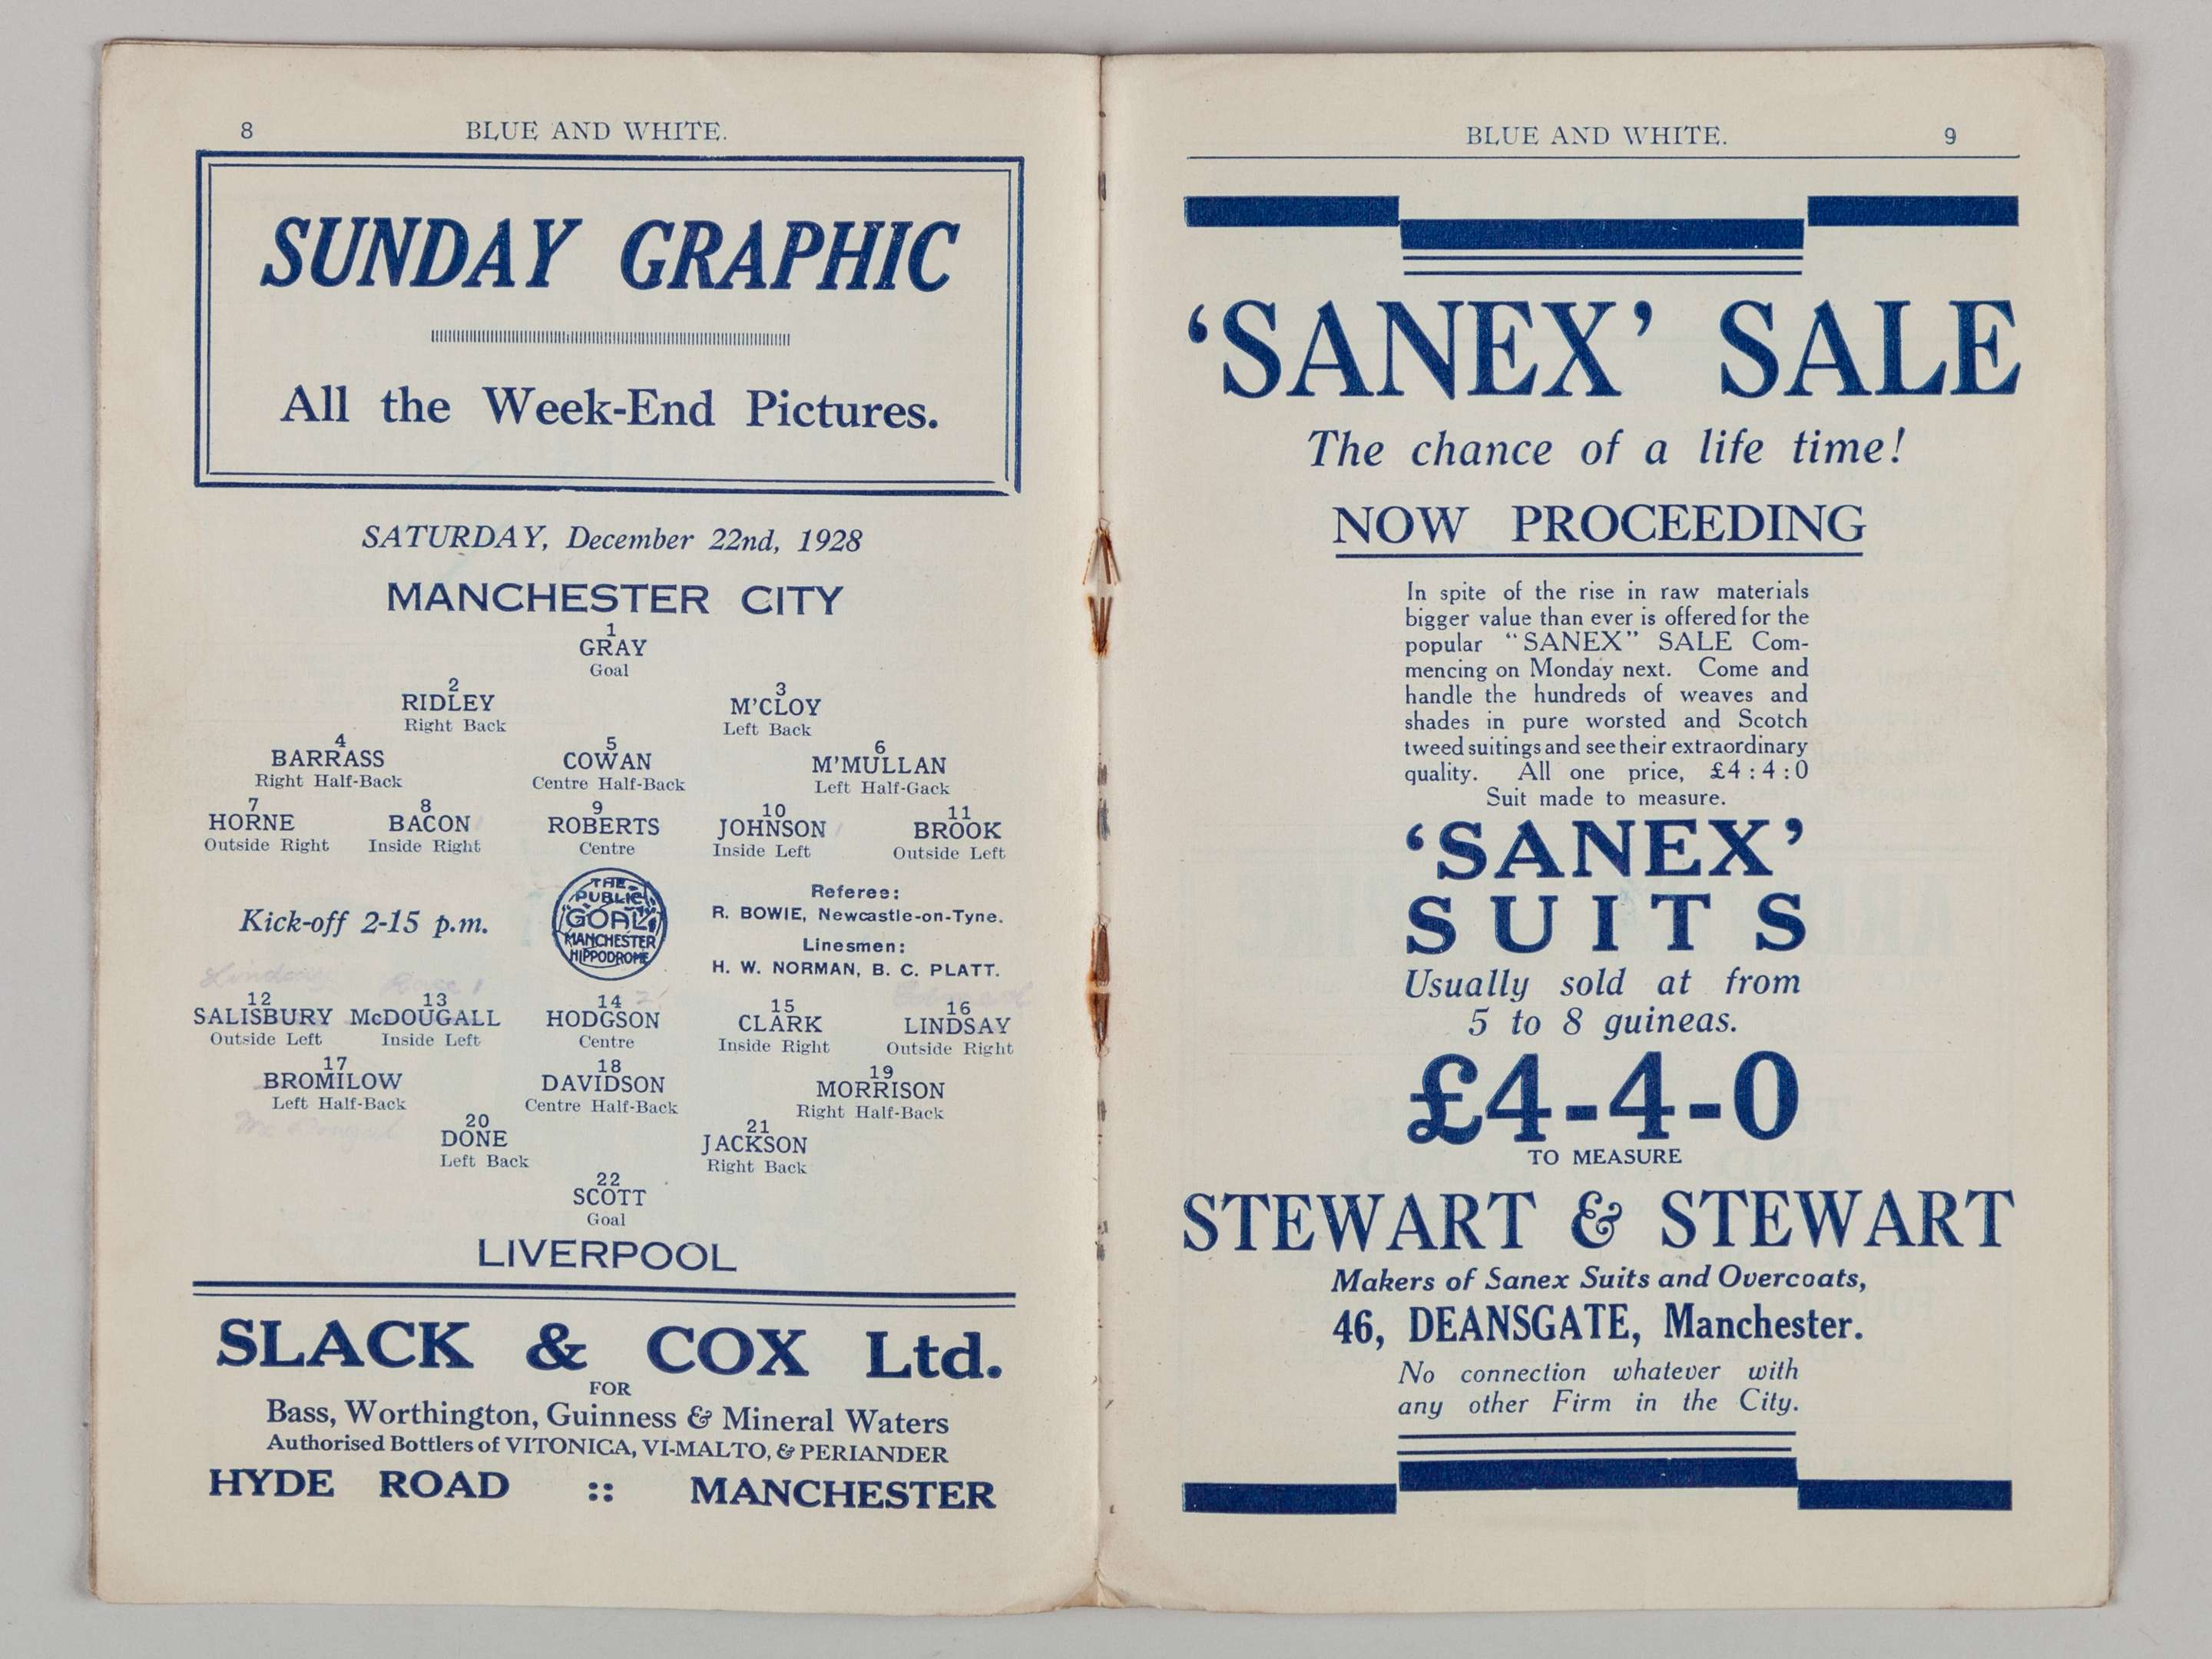 8 BLUE AND WHITE.
SUNDAY GRAPHIC
All the Week-End Pictures.
SATURDAY, December 22nd, 1928
MANCHESTER CITY
1
GRAY
Goal
2 3
RIDLEY M'CLOY
Right Back Left Back
4 5 6
BARRASS COWAN M'MULLAN
Right Half-Back Centre Half-Back Left Half-Gack
7 8 9 10 11
HORNE BACON ROBERTS JOHNSON BROOK
Outside Right Inside Right Centre Inside Left Outside Left
Kick-off 2-15 p.m.
THE
PUBLIC
GOAL
MANCHESTER
HIPPODROME
Referee:
R. BOWIE, Newcastle-on-Tyne.
Linesmen:
H. W. NORMAN, B. C. PLATT.
Lindsay
12 13 14 15 16
SALISBURY McDOUGALL HODGSON CLARK LINDSAY
Outside Left Inside Left Centre Inside Right Outside Right
17 18 19
BROMILOW DAVIDSON MORRISON
Left Half-Back Centre Half-Back Right Half-Back
20 21
DONE JACKSON
Left Back Right Back
22
SCOTT
Goal
LIVERPOOL
SLACK & COX Ltd.
FOR
Bass, Worthington, Guinness & Mineral Waters
Authorised Bottlers of VITONICA, VI-MALTO, & PERIANDER
HYDE ROAD :: MANCHESTER
BLUE AND WHITE. 9
‘SANEX’ SALE
The chance of a life time!
NOW PROCEEDING
In spite of the rise in raw materials
bigger value than ever is offered for the
popular “SANEX” SALE Com-
mencing on Monday next. Come and
handle the hundreds of weaves and
shades in pure worsted and Scotch
tweed suitings and see their extraordinary
quality. All one price, £4 : 4 : 0
Suit made to measure.
‘SANEX’
SUITS
Usually sold at from
5 to 8 guineas.
£4-4-0
TO MEASURE
STEWART & STEWART
Makers of Sanex Suits and Overcoats,
46, DEANSGATE, Manchester.
No connection whatever with
any other Firm in the City.